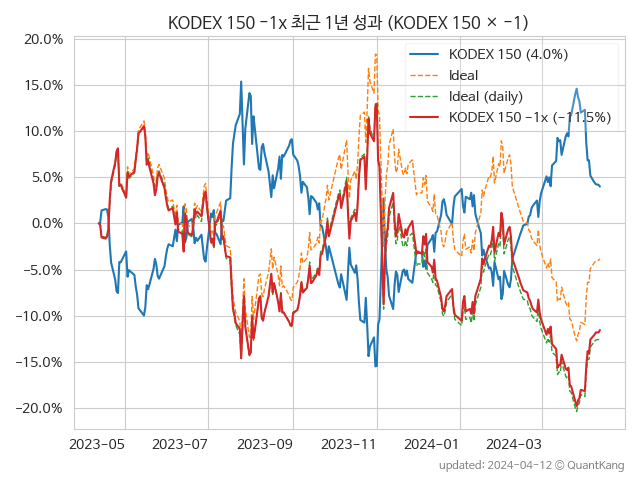 KODEX 150 −1x 최근 1년 성과 (KODEX 150 × −1)
20.0%
15.0%
10.0%
5.0%
0.0%
−5.0%
−10.0%
−15.0%
−20.0%
KODEX 150 (4.0%)
Ideal
Ideal (daily)
KODEX 150 −1x (−11.5%)
2023-05
2023-07
2023-09
2023-11
2024-01
2024-03
updated: 2024-04-12 © QuantKang